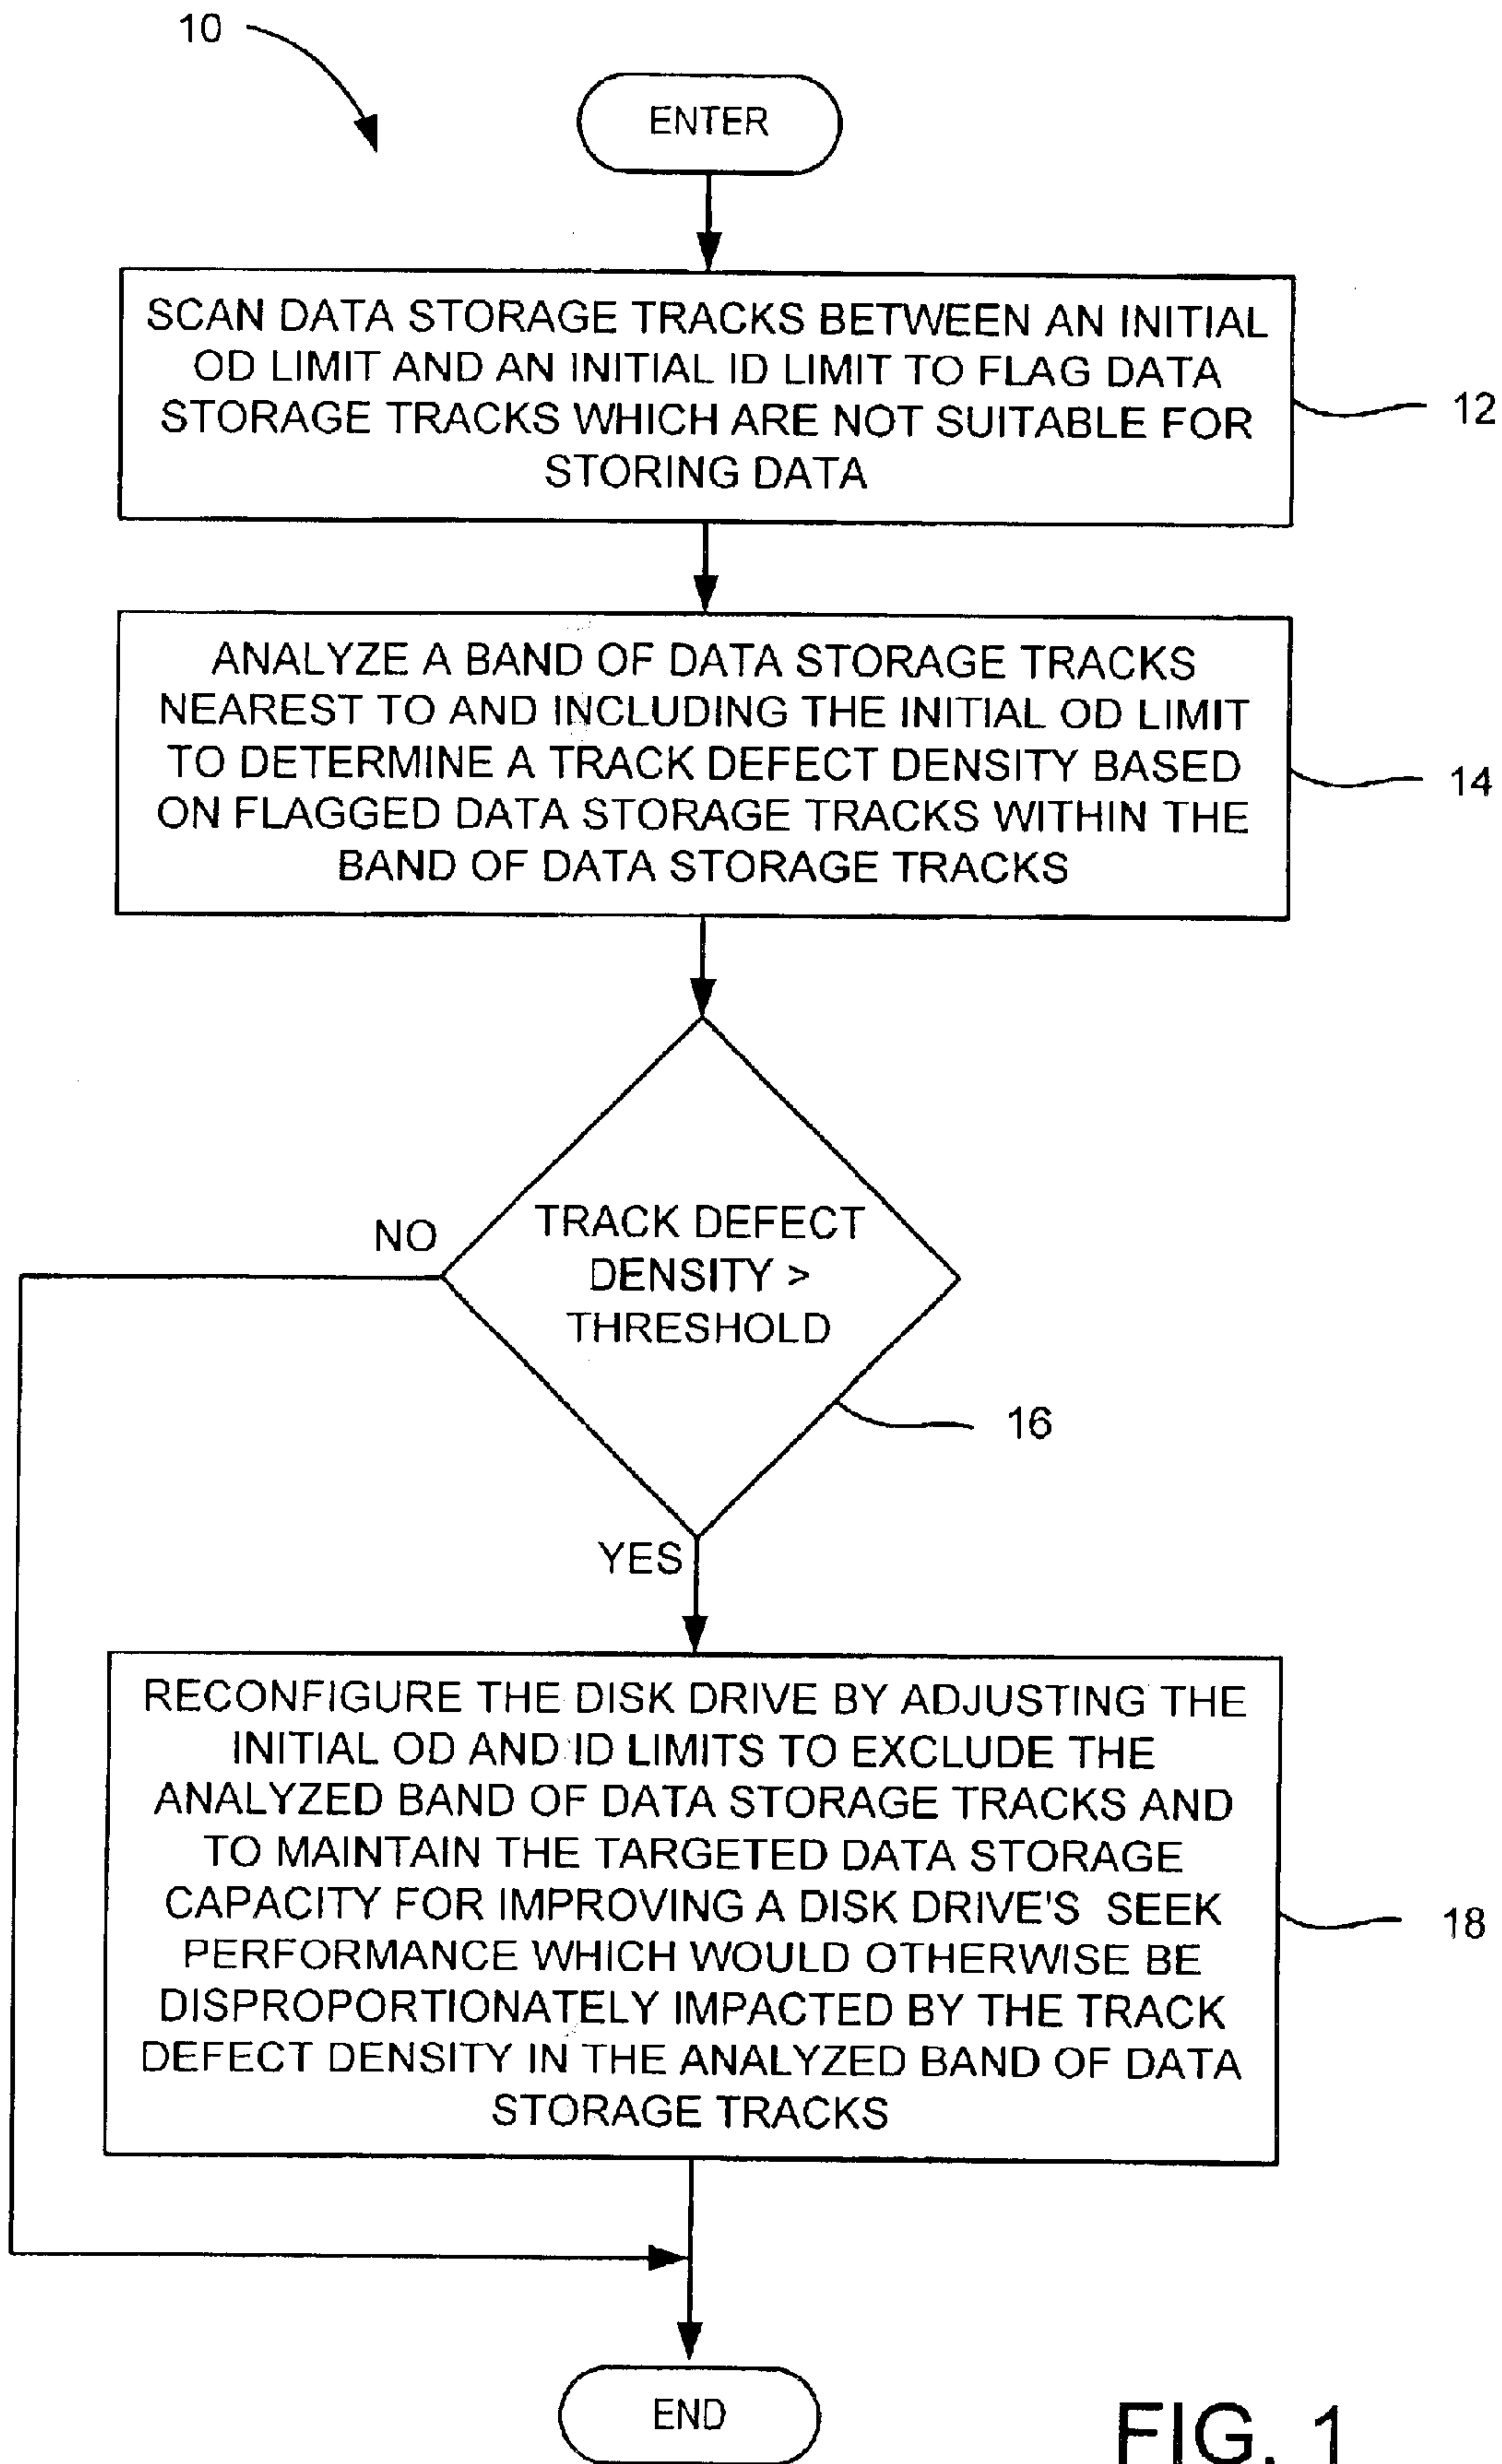 10
ENTER
SCAN DATA STORAGE TRACKS BETWEEN AN INITIAL
OD LIMIT AND AN INITIAL ID LIMIT TO FLAG DATA
STORAGE TRACKS WHICH ARE NOT SUITABLE FOR
STORING DATA
12
ANALYZE A BAND OF DATA STORAGE TRACKS
NEAREST TO AND INCLUDING THE INITIAL OD LIMIT
TO DETERMINE A TRACK DEFECT DENSITY BASED
ON FLAGGED DATA STORAGE TRACKS WITHIN THE
BAND OF DATA STORAGE TRACKS
14
NO
TRACK DEFECT
DENSITY >
THRESHOLD
16
YES
RECONFIGURE THE DISK DRIVE BY ADJUSTING THE
INITIAL OD AND ID LIMITS TO EXCLUDE THE
ANALYZED BAND OF DATA STORAGE TRACKS AND
TO MAINTAIN THE TARGETED DATA STORAGE
CAPACITY FOR IMPROVING A DISK DRIVE'S SEEK
PERFORMANCE WHICH WOULD OTHERWISE BE
DISPROPORTIONATELY IMPACTED BY THE TRACK
DEFECT DENSITY IN THE ANALYZED BAND OF DATA
STORAGE TRACKS
18
END
FIG. 1